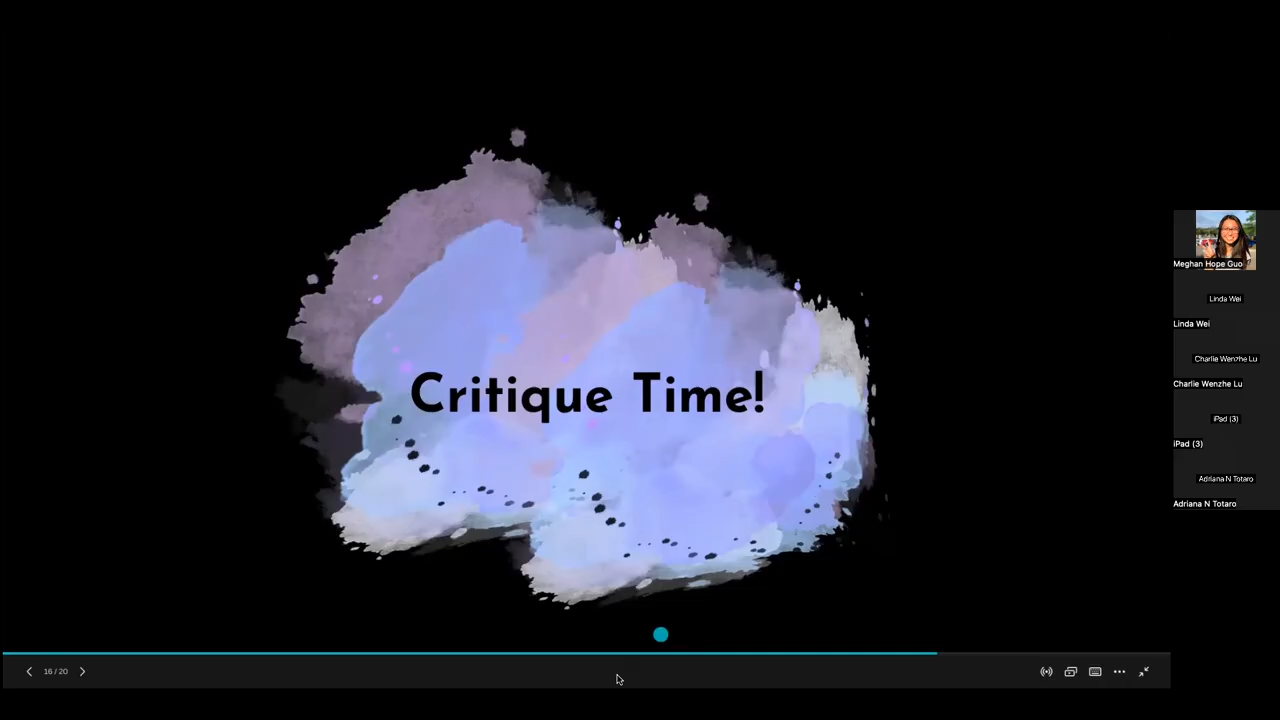 Critique Time!
16 / 20
Meghan Hope Guo
Linda Wei
Linda Wei
Charlie Wenzhe Lu
Charlie Wenzhe Lu
iPad (3)
iPad (3)
Adriana N Totaro
Adriana N Totaro